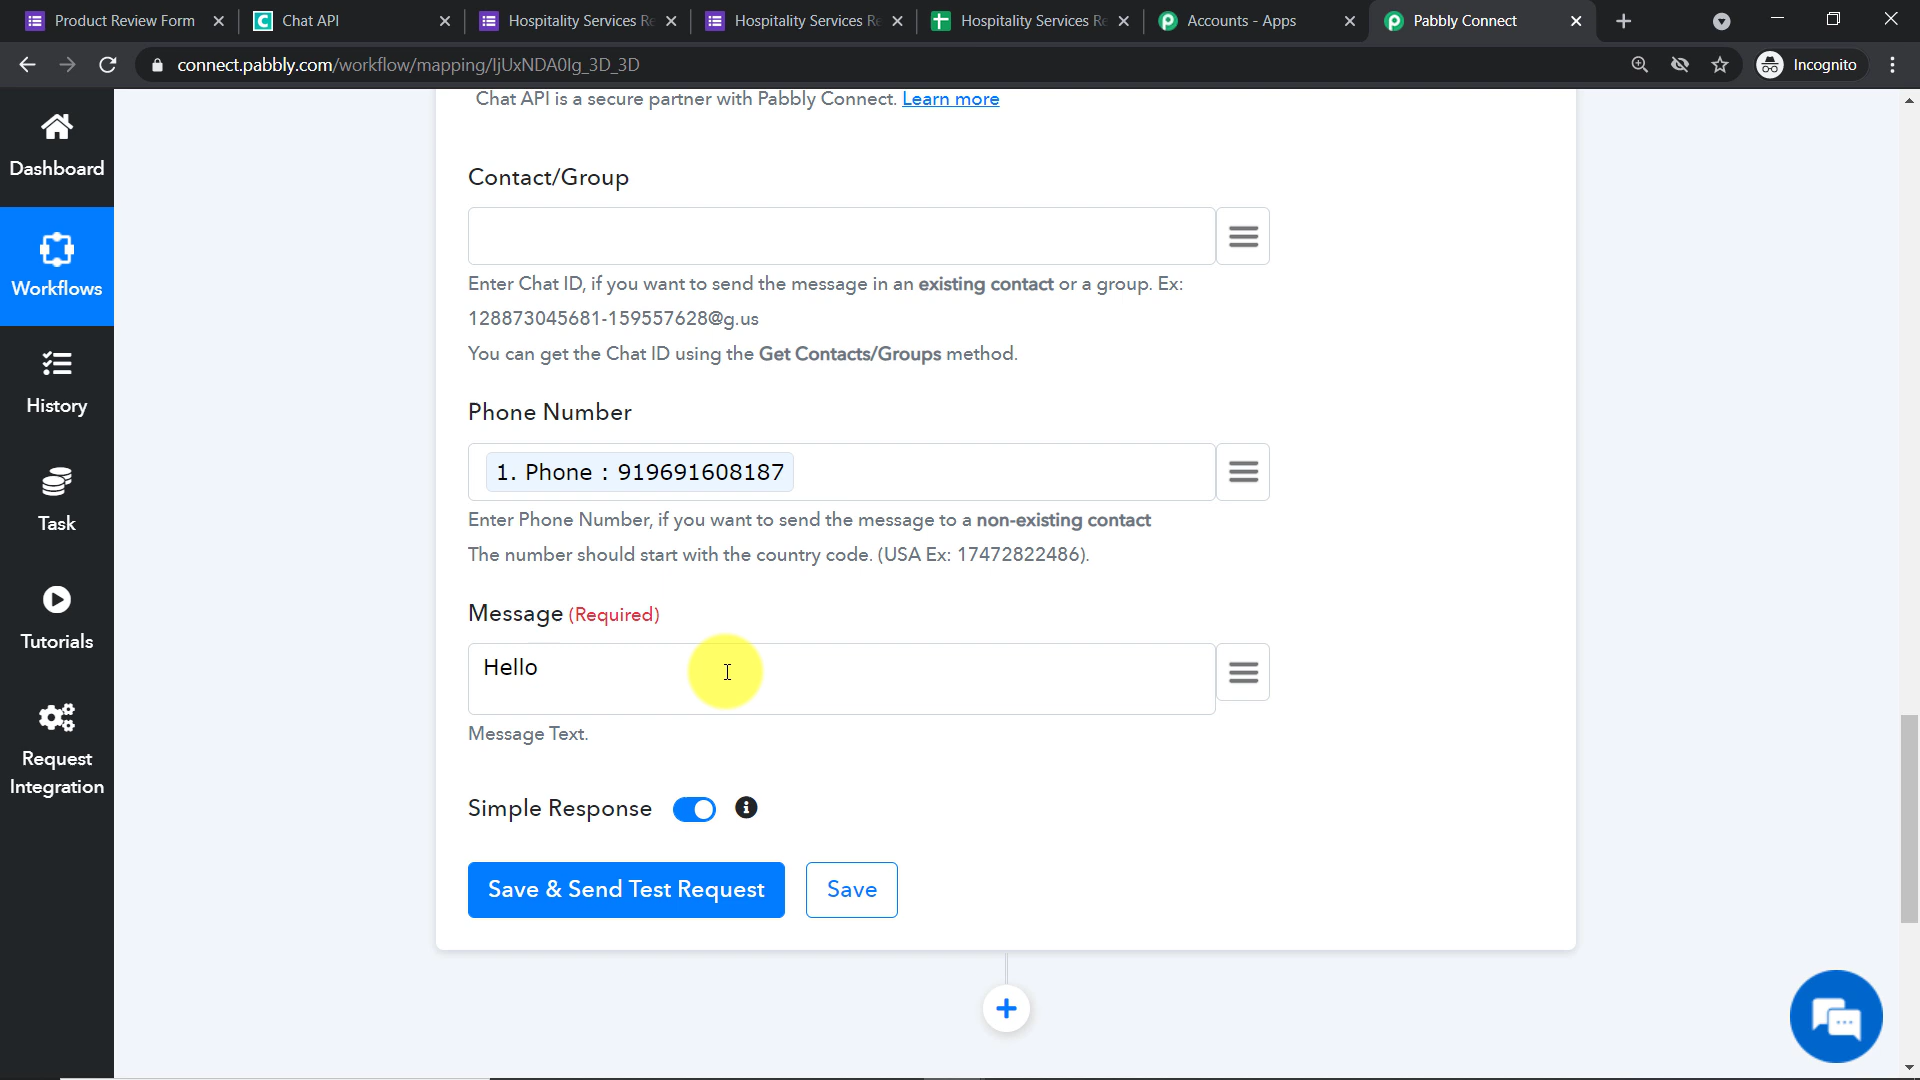 Product Review Form
Chat API
Hospitality Services Re
Hospitality Services Re
Hospitality Services Re
Accounts - Apps
Pabbly Connect
connect.pabbly.com/workflow/mapping/IjUxNDA0Ig_3D_3D
Incognito
Dashboard
Workflows
History
Task
Tutorials
Request
Integration
Chat API is a secure partner with Pabbly Connect. Learn more
Contact/Group
Enter Chat ID, if you want to send the message in an existing contact or a group. Ex:
128873045681-159557628@g.us
You can get the Chat ID using the Get Contacts/Groups method.
Phone Number
1. Phone : 919691608187
Enter Phone Number, if you want to send the message to a non-existing contact
The number should start with the country code. (USA Ex: 17472822486).
Message (Required)
Hello
Message Text.
Simple Response
Save & Send Test Request
Save